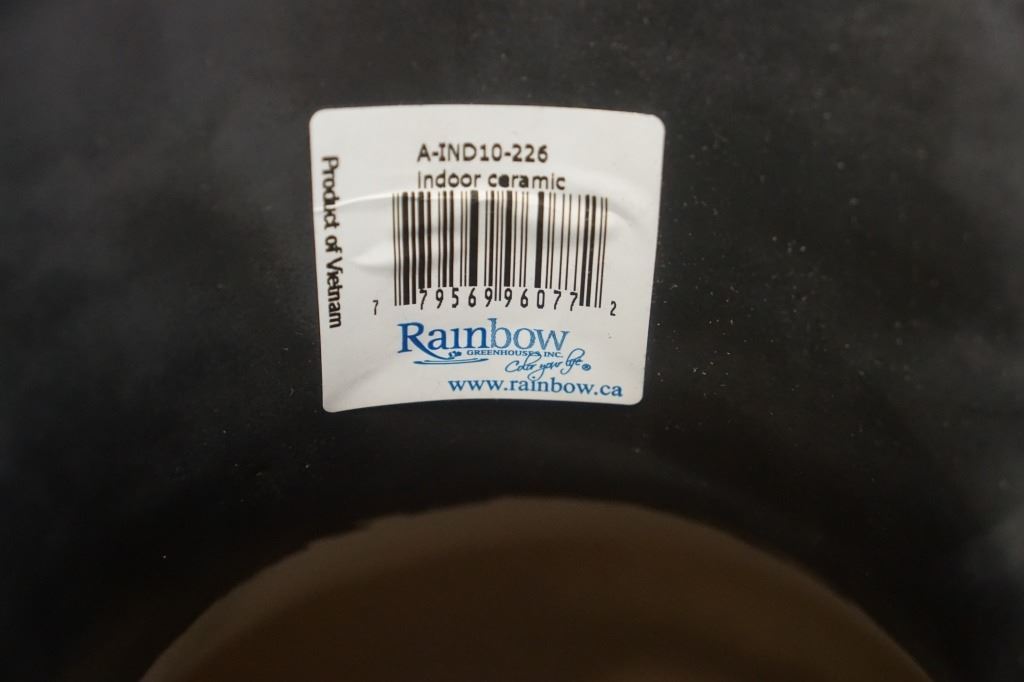 A-IND10-226
indoor ceramic
Product of Vietnam
7 79569 96077 2
Rainbow
GREENHOUSES INC.
Color your life®
www.rainbow.ca